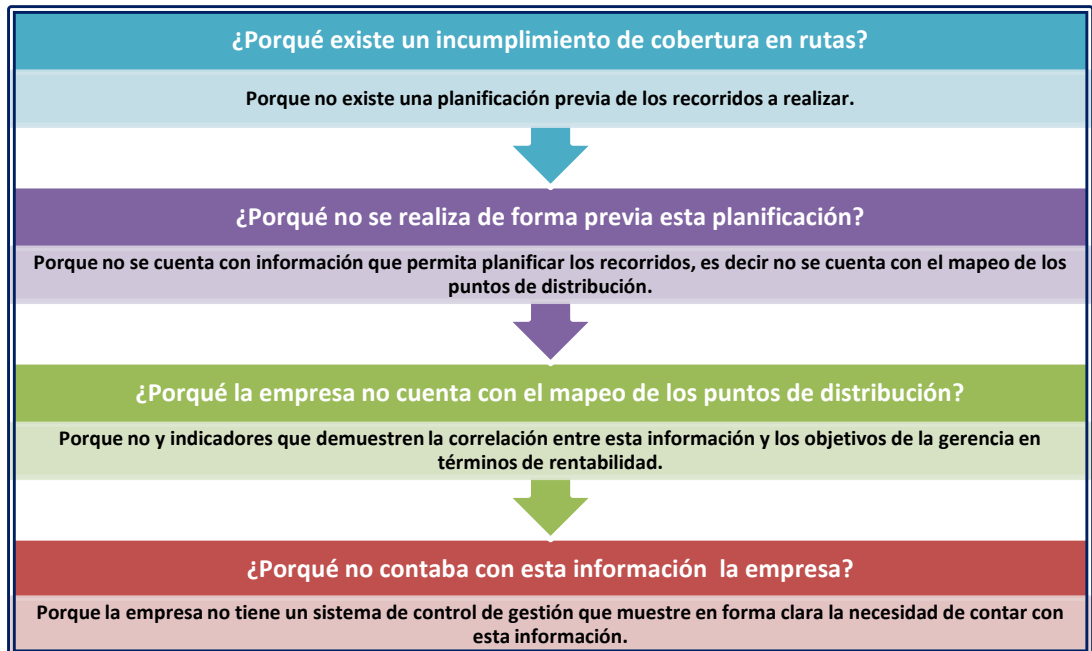 ¿Porqué existe un incumplimiento de cobertura en rutas?
Porque no existe una planificación previa de los recorridos a realizar.
¿Porqué no se realiza de forma previa esta planificación?
Porque no se cuenta con información que permita planificar los recorridos, es decir no se cuenta con el mapeo de los
puntos de distribución.
¿Porqué la empresa no cuenta con el mapeo de los puntos de distribución?
Porque no y indicadores que demuestren la correlación entre esta información y los objetivos de la gerencia en
términos de rentabilidad.
¿Porqué no contaba con esta información la empresa?
Porque la empresa no tiene un sistema de control de gestión que muestre en forma clara la necesidad de contar con
esta información.